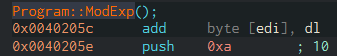 Program::ModExp();
0x0040205c add byte [edi], dl
0x0040205e push 0xa ; 10